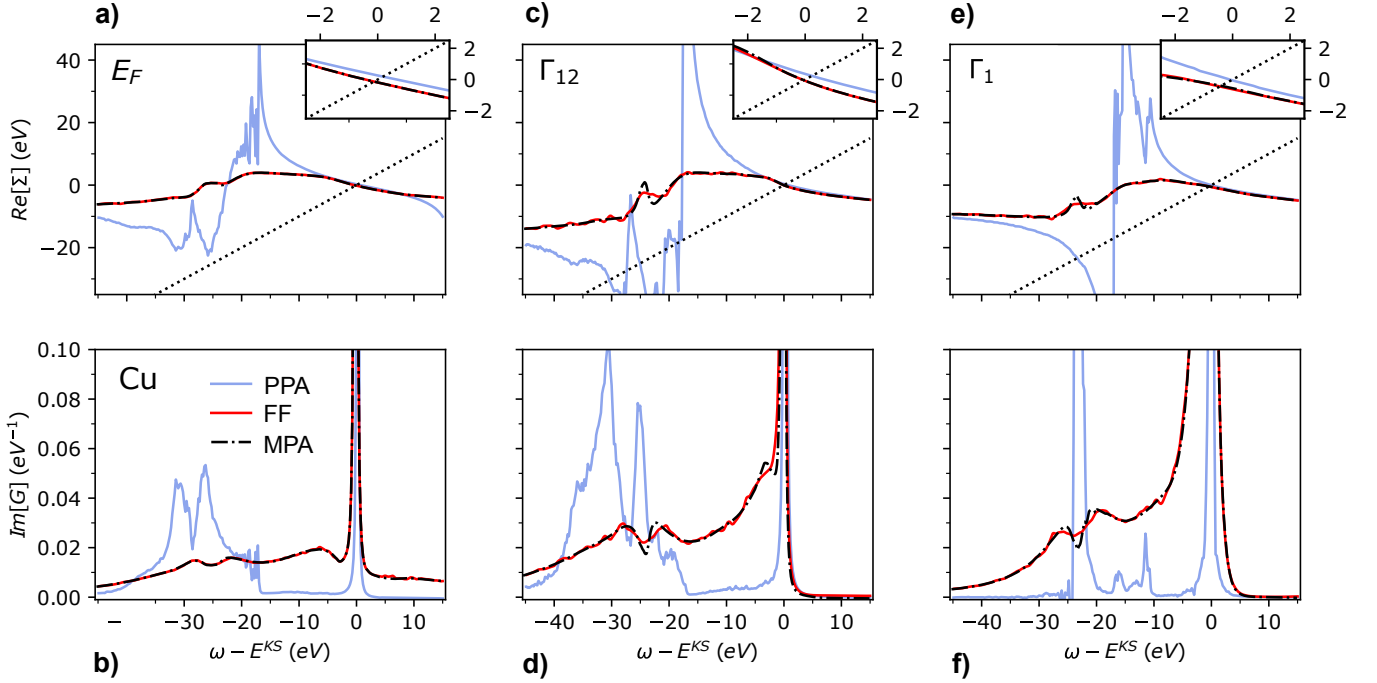 a)
c)
e)
−2 0 2
−2 0 2
−2 0 2
40
20
0
−20
Re[Σ] (eV)
E_F
2
0
−2
Γ_12
2
0
−2
Γ_1
2
0
−2
0.10
0.08
0.06
0.04
0.02
0.00
Im[G] (eV⁻¹)
Cu
PPA
FF
MPA
− −30 −20 −10 0 10
−40 −30 −20 −10 0 10
−40 −30 −20 −10 0 10
ω − E^KS (eV)
ω − E^KS (eV)
ω − E^KS (eV)
b)
d)
f)